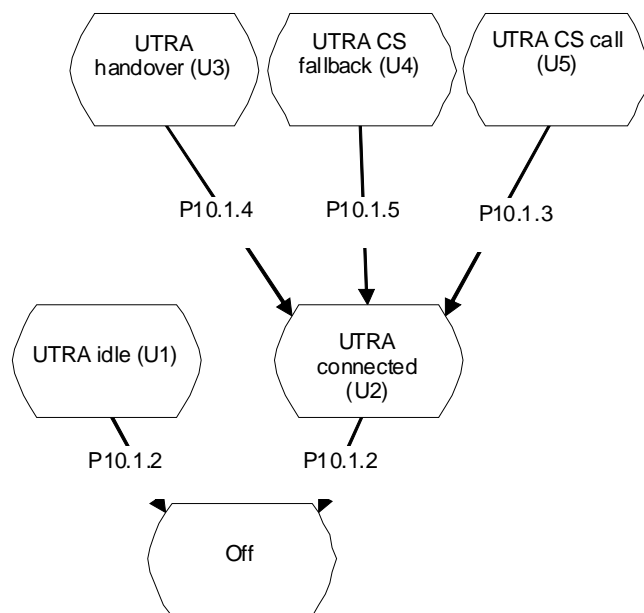 UTRA
handover (U3)
UTRA CS
fallback (U4)
UTRA CS call
(U5)
P10.1.4
P10.1.5
P10.1.3
UTRA idle (U1)
UTRA
connected
(U2)
P10.1.2
P10.1.2
Off